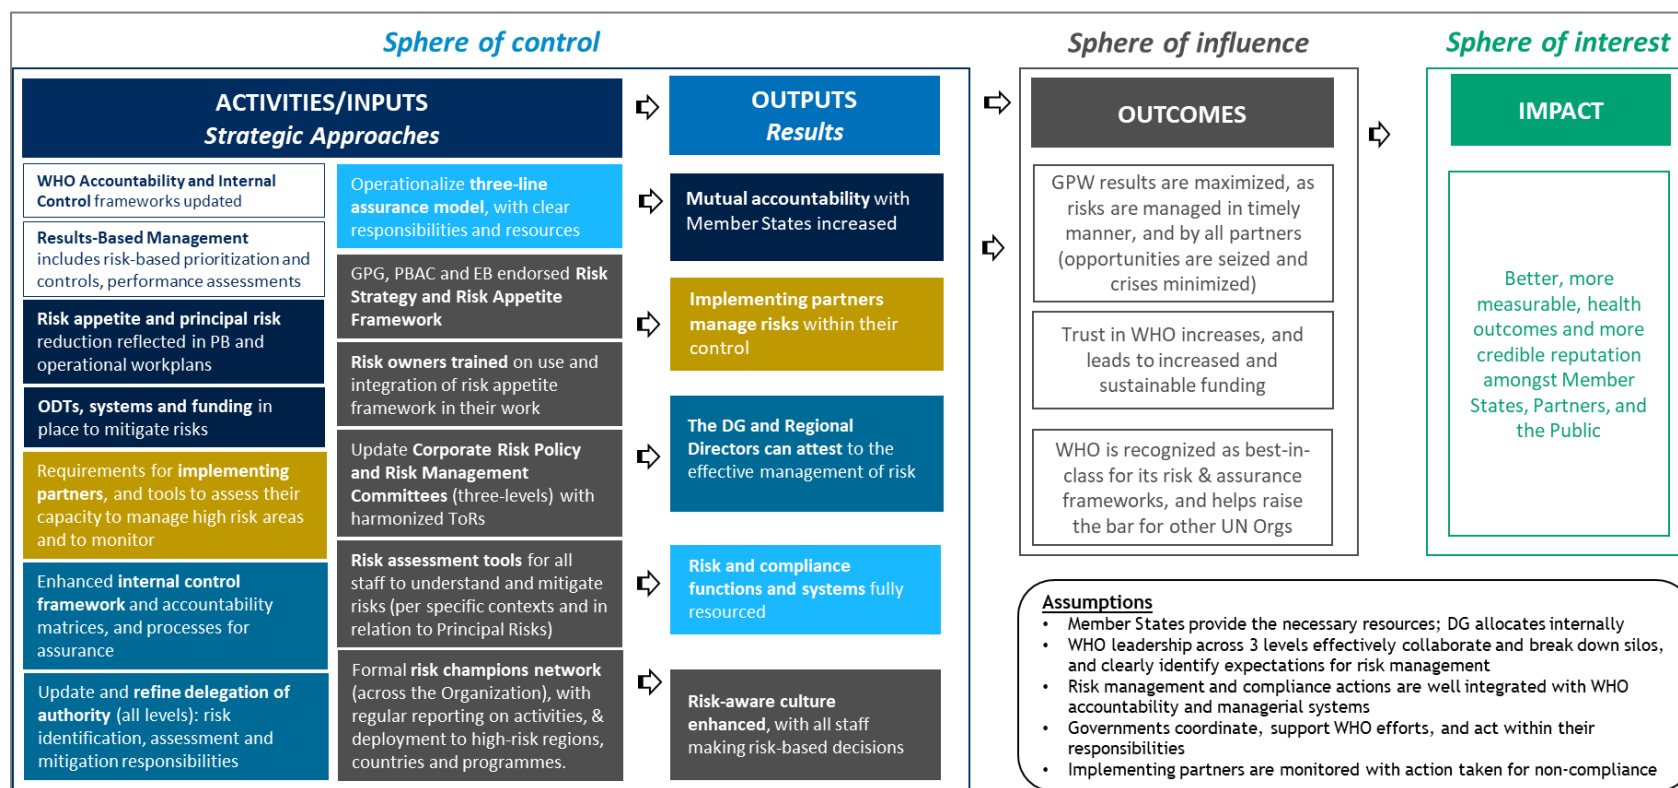 Sphere of control
Sphere of influence
Sphere of interest
ACTIVITIES/INPUTS
Strategic Approaches
OUTPUTS
Results
OUTCOMES
IMPACT
WHO Accountability and Internal
Control frameworks updated
Results-Based Management
includes risk-based prioritization and
controls, performance assessments
Risk appetite and principal risk
reduction reflected in PB and
operational workplans
ODTs, systems and funding in
place to mitigate risks
Requirements for implementing
partners, and tools to assess their
capacity to manage high risk areas
and to monitor
Enhanced internal control
framework and accountability
matrices, and processes for
assurance
Update and refine delegation of
authority (all levels): risk
identification, assessment and
mitigation responsibilities
Operationalize three-line
assurance model, with clear
responsibilities and resources
GPG, PBAC and EB endorsed Risk
Strategy and Risk Appetite
Framework
Risk owners trained on use and
integration of risk appetite
framework in their work
Update Corporate Risk Policy
and Risk Management
Committees (three-levels) with
harmonized ToRs
Risk assessment tools for all
staff to understand and mitigate
risks (per specific contexts and in
relation to Principal Risks)
Formal risk champions network
(across the Organization), with
regular reporting on activities, &
deployment to high-risk regions,
countries and programmes.
Mutual accountability with
Member States increased
Implementing partners
manage risks within their
control
The DG and Regional
Directors can attest to the
effective management of risk
Risk and compliance
functions and systems fully
resourced
Risk-aware culture
enhanced, with all staff
making risk-based decisions
GPW results are maximized, as
risks are managed in timely
manner, and by all partners
(opportunities are seized and
crises minimized)
Trust in WHO increases, and
leads to increased and
sustainable funding
WHO is recognized as best-in-
class for its risk & assurance
frameworks, and helps raise
the bar for other UN Orgs
Better, more
measurable, health
outcomes and more
credible reputation
amongst Member
States, Partners, and
the Public
Assumptions
• Member States provide the necessary resources; DG allocates internally
• WHO leadership across 3 levels effectively collaborate and break down silos,
and clearly identify expectations for risk management
• Risk management and compliance actions are well integrated with WHO
accountability and managerial systems
• Governments coordinate, support WHO efforts, and act within their
responsibilities
• Implementing partners are monitored with action taken for non-compliance